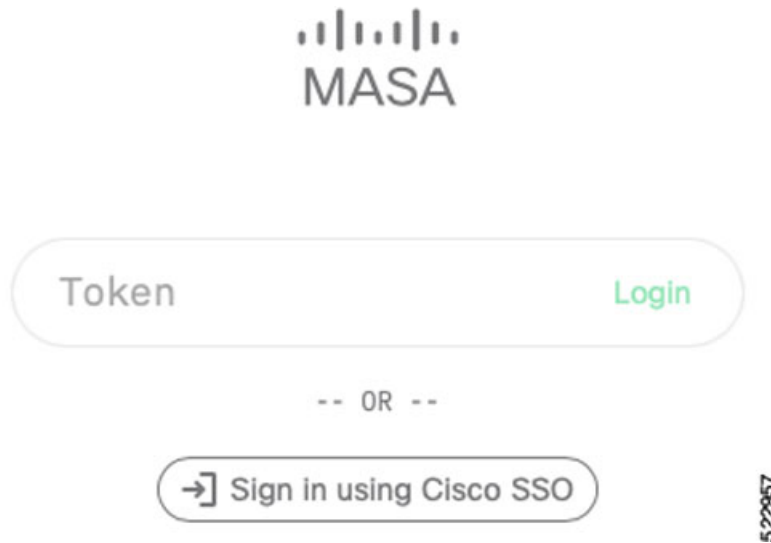 MASA
Token Login
-- OR --
Sign in using Cisco SSO
522957